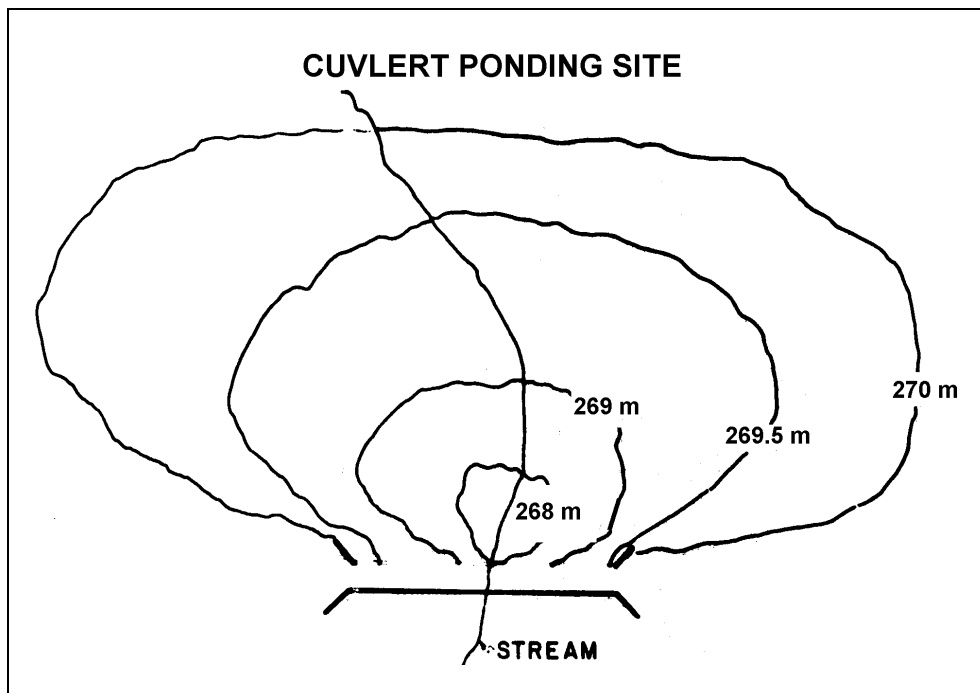 CUVLERT PONDING SITE
270 m
269 m
269.5 m
268 m
STREAM